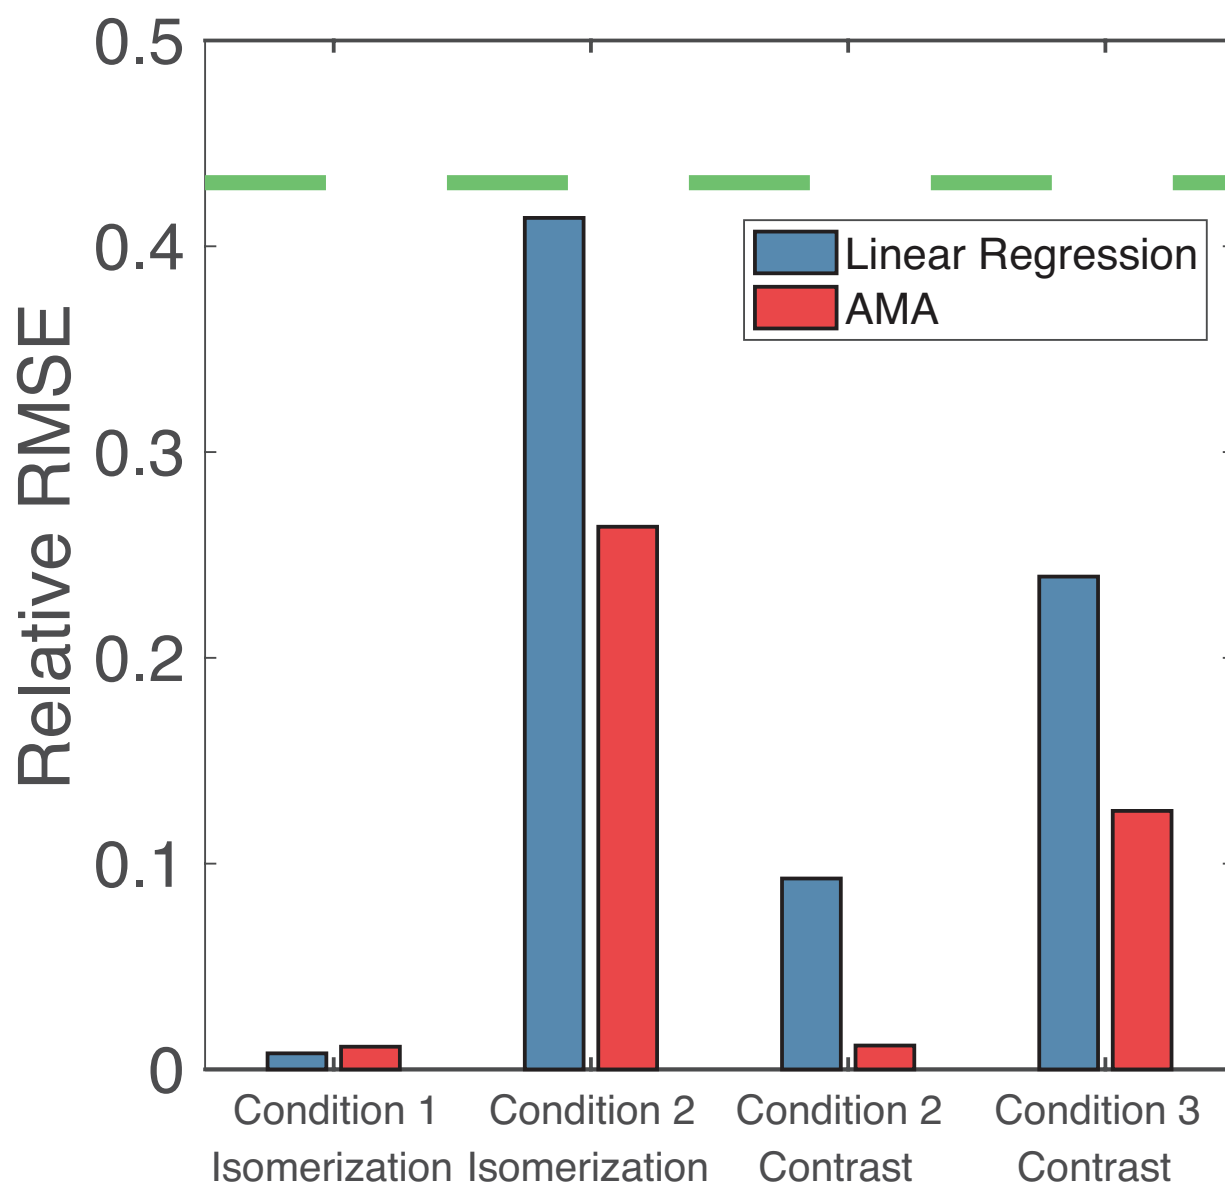 0.5
0.4
0.3
0.2
0.1
0
Relative RMSE
Linear Regression
AMA
Condition 1 Condition 2 Condition 2 Condition 3
Isomerization Isomerization Contrast Contrast